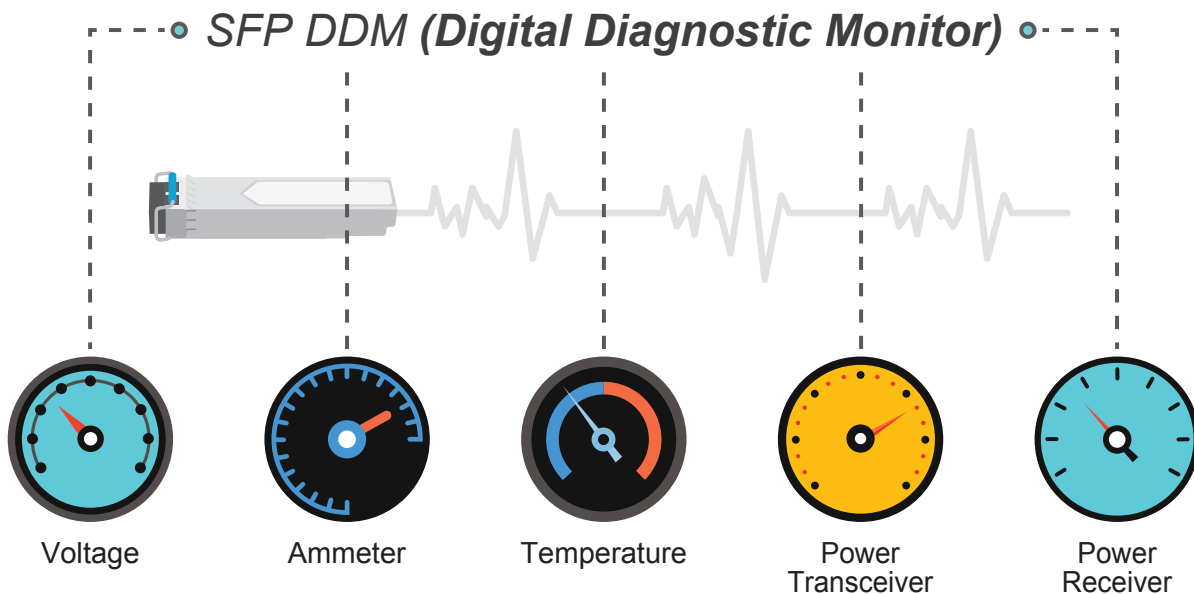 SFP DDM (Digital Diagnostic Monitor)
Voltage
Ammeter
Temperature
Power
Transceiver
Power
Receiver